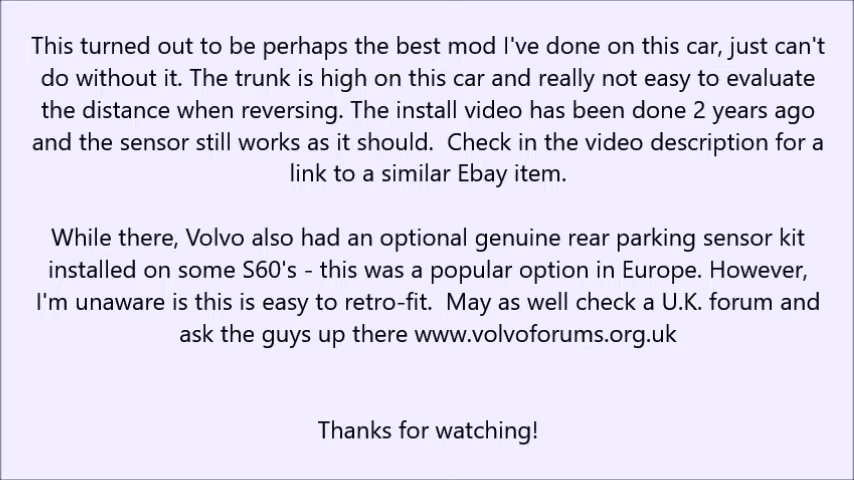 This turned out to be perhaps the best mod I've done on this car, just can't
do without it. The trunk is high on this car and really not easy to evaluate
the distance when reversing. The install video has been done 2 years ago
and the sensor still works as it should.  Check in the video description for a
link to a similar Ebay item.
While there, Volvo also had an optional genuine rear parking sensor kit
installed on some S60's - this was a popular option in Europe. However,
I'm unaware is this is easy to retro-fit.  May as well check a U.K. forum and
ask the guys up there www.volvoforums.org.uk
Thanks for watching!